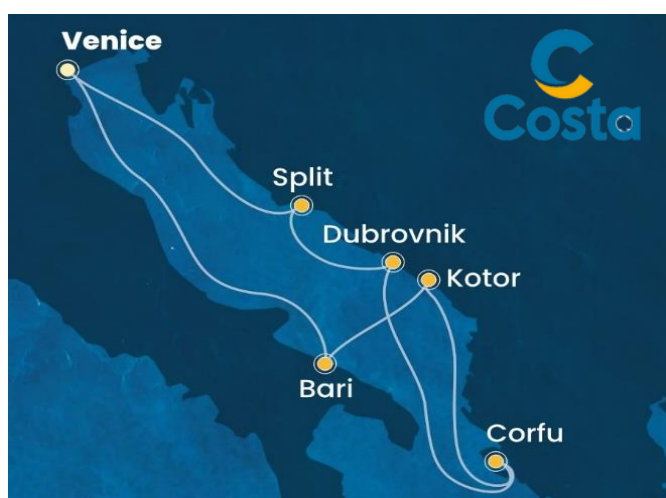 Venice
Costa
Split
Dubrovnik
Kotor
Bari
Corfu